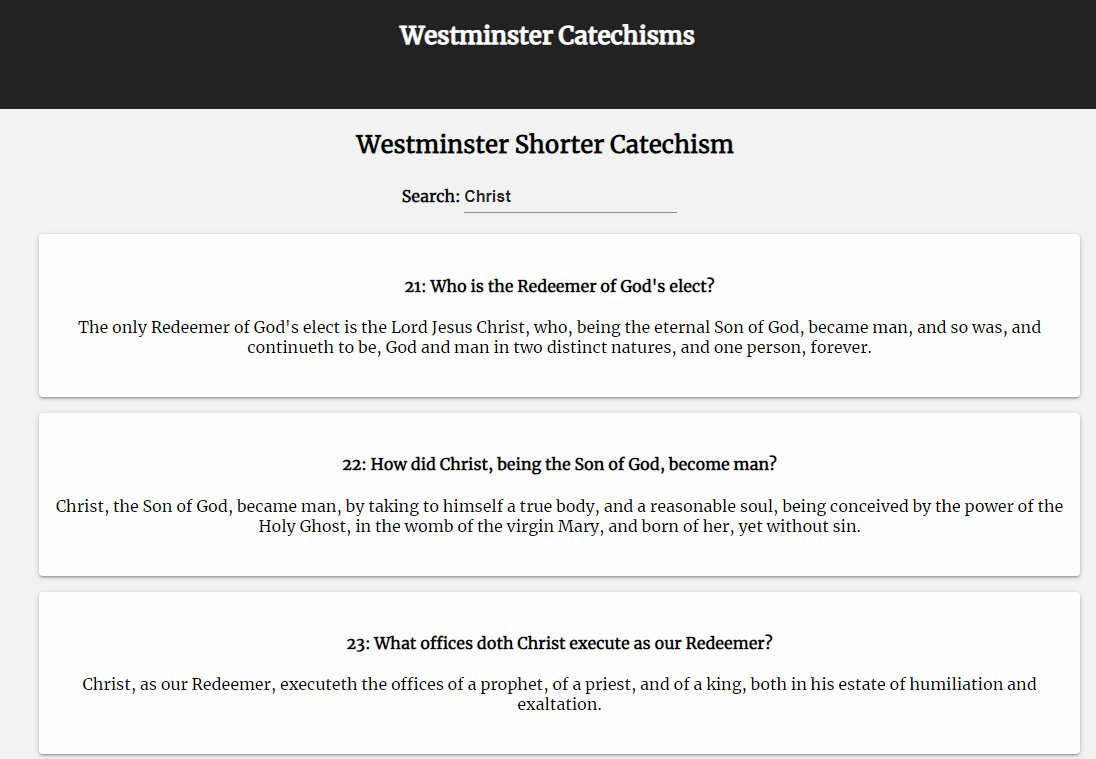 Westminster Catechisms
Westminster Shorter Catechism
Search: Christ
21: Who is the Redeemer of God's elect?
The only Redeemer of God's elect is the Lord Jesus Christ, who, being the eternal Son of God, became man, and so was, and
continueth to be, God and man in two distinct natures, and one person, forever.
22: How did Christ, being the Son of God, become man?
Christ, the Son of God, became man, by taking to himself a true body, and a reasonable soul, being conceived by the power of the
Holy Ghost, in the womb of the virgin Mary, and born of her, yet without sin.
23: What offices doth Christ execute as our Redeemer?
Christ, as our Redeemer, executeth the offices of a prophet, of a priest, and of a king, both in his estate of humiliation and
exaltation.